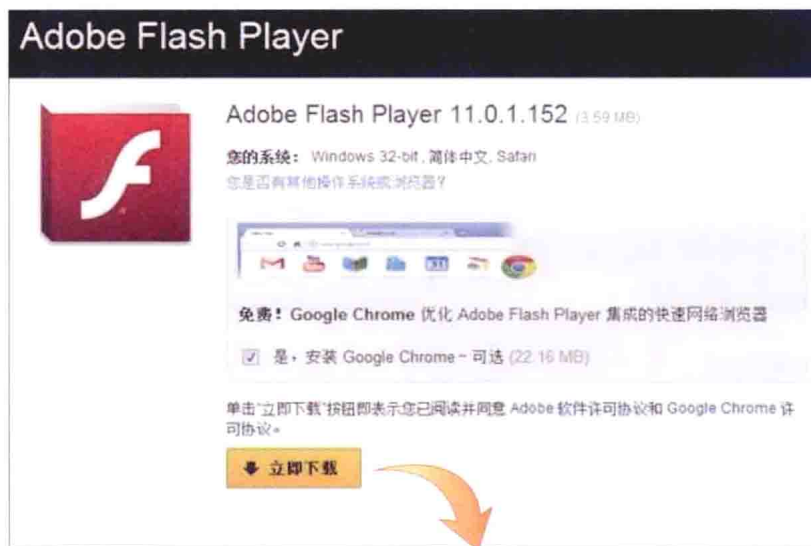 Adobe Flash Player
Adobe Flash Player 11.0.1.152 (3.59 MB)
您的系统： Windows 32-bit , 简体中文, Safari
您是否有其他操作系统或浏览器?
31
免费！Google Chrome 优化 Adobe Flash Player 集成的快速网络浏览器
是，安装 Google Chrome - 可选 (22.16 MB)
单击“立即下载”按钮即表示您已阅读并同意 Adobe 软件许可协议和 Google Chrome 许
可协议。
立即下载